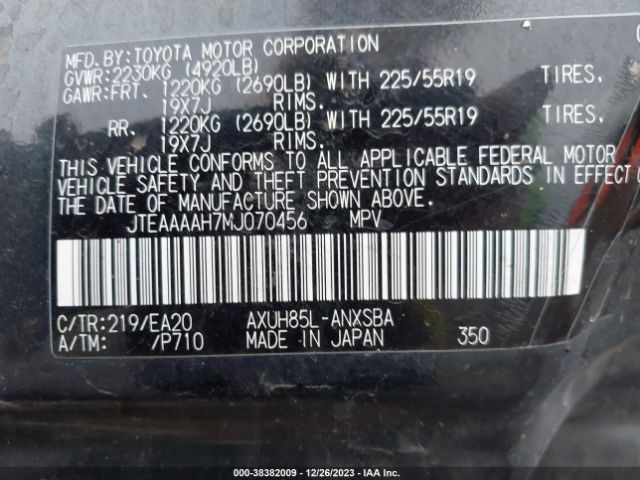 MFD. BY: TOYOTA MOTOR CORPORATION
GVWR: 2230KG (4920LB)
GAWR: FRT. 1220KG (2690LB) WITH 225/55R19 TIRES.
19X7J RIMS.
RR. 1220KG (2690LB) WITH 225/55R19 TIRES.
19X7J RIMS.
THIS VEHICLE CONFORMS TO ALL APPLICABLE FEDERAL MOTOR
VEHICLE SAFETY AND THEFT PREVENTION STANDARDS IN EFFECT
THE DATE OF MANUFACTURE SHOWN ABOVE.
JTEAAAAH7MJ070456 MPV
C/TR: 219/EA20 AXUH85L-ANXSBA
A/TM: /P710 MADE IN JAPAN 350
000-38382009 - 12/26/2023 - IAA Inc.